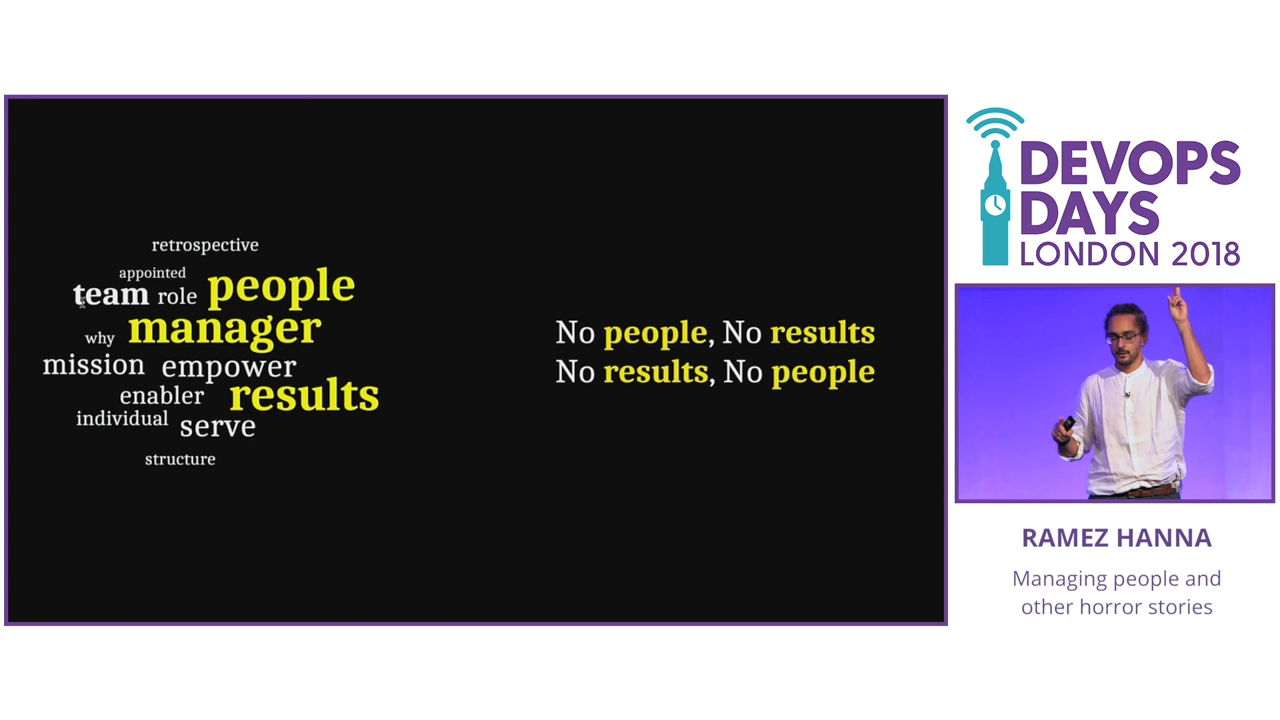 retrospective
appointed
team role people
why manager
mission empower
enabler results
individual serve
structure
No people, No results
No results, No people
DEVOPS
DAYS
LONDON 2018
RAMEZ HANNA
Managing people and
other horror stories